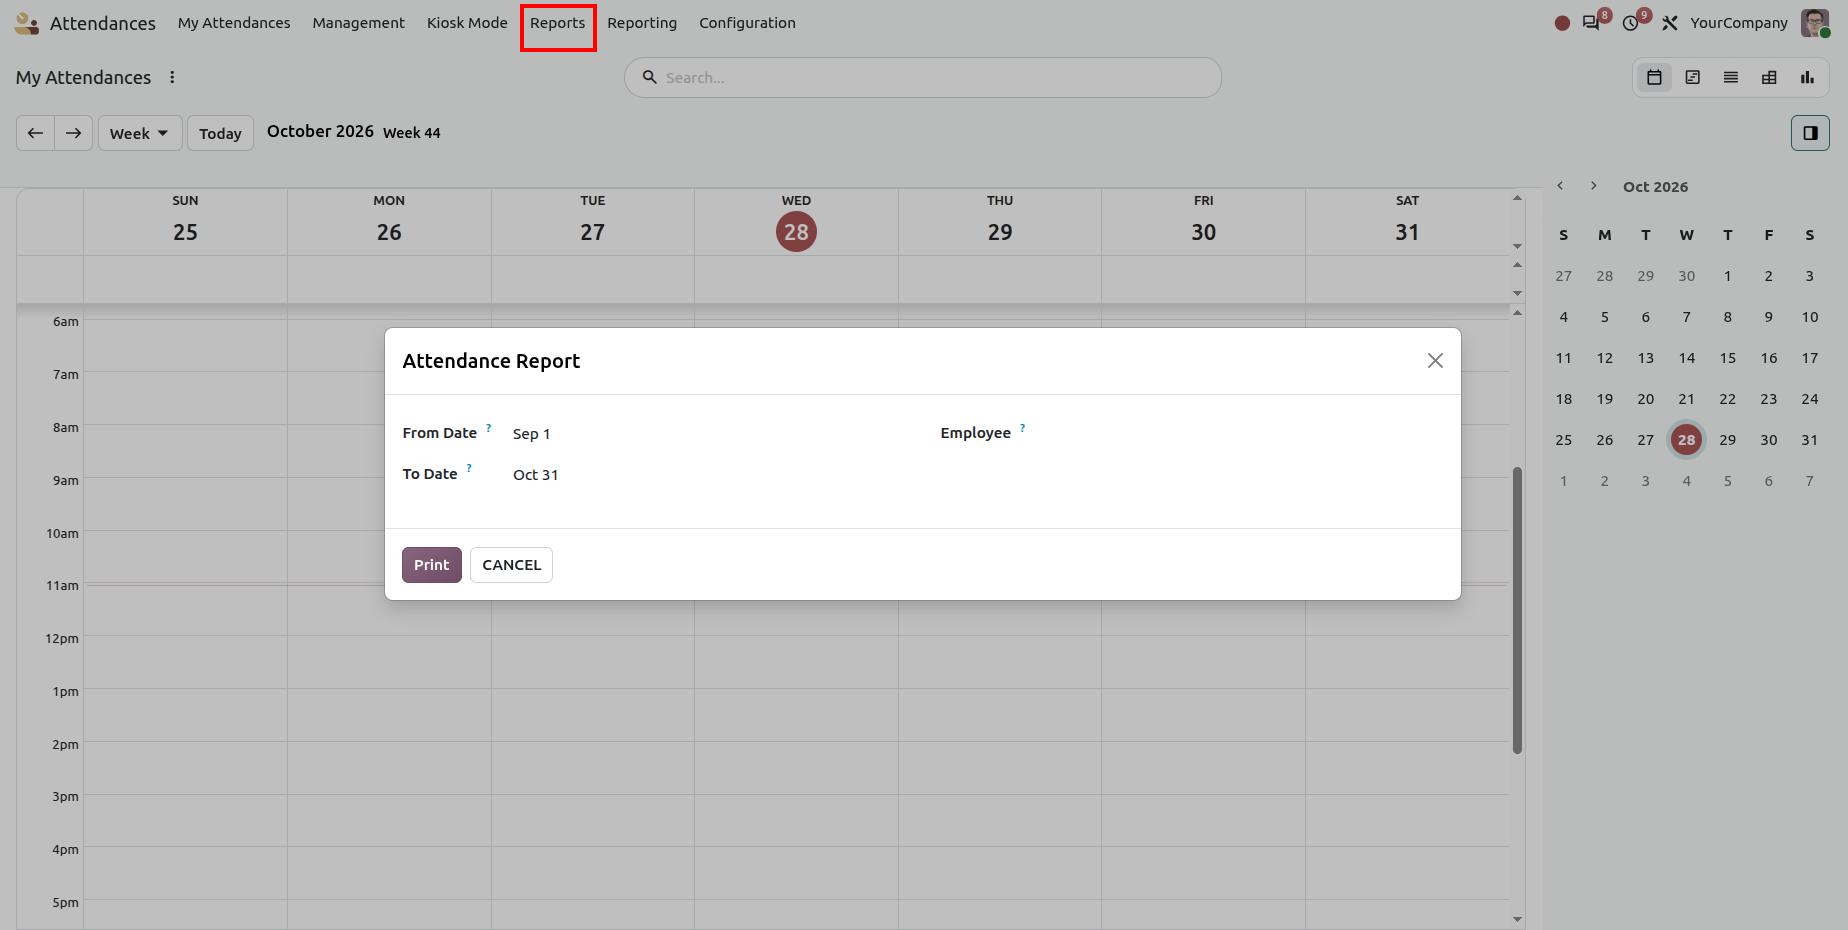 Attendances My Attendances Management Kiosk Mode Reports Reporting Configuration 8 9 YourCompany
My Attendances Search...
Week Today October 2026 Week 44
SUN MON TUE WED THU FRI SAT
25 26 27 28 29 30 31
6am
7am
8am
9am
10am
11am
12pm
1pm
2pm
3pm
4pm
5pm
Attendance Report
From Date ? Sep 1 Employee ?
To Date ? Oct 31
Print CANCEL
Oct 2026
S M T W T F S
27 28 29 30 1 2 3
4 5 6 7 8 9 10
11 12 13 14 15 16 17
18 19 20 21 22 23 24
25 26 27 28 29 30 31
1 2 3 4 5 6 7